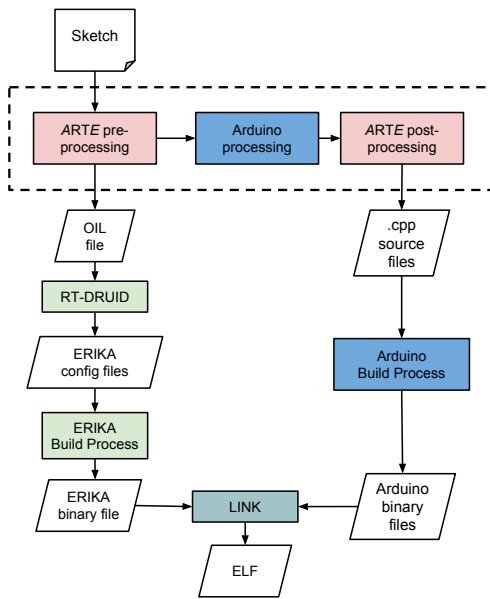 Sketch
ARTE pre-
processing
Arduino
processing
ARTE post-
processing
OIL
file
.cpp
source
files
RT-DRUID
ERIKA
config files
Arduino
Build Process
ERIKA
Build Process
ERIKA
binary file
LINK
Arduino
binary
files
ELF